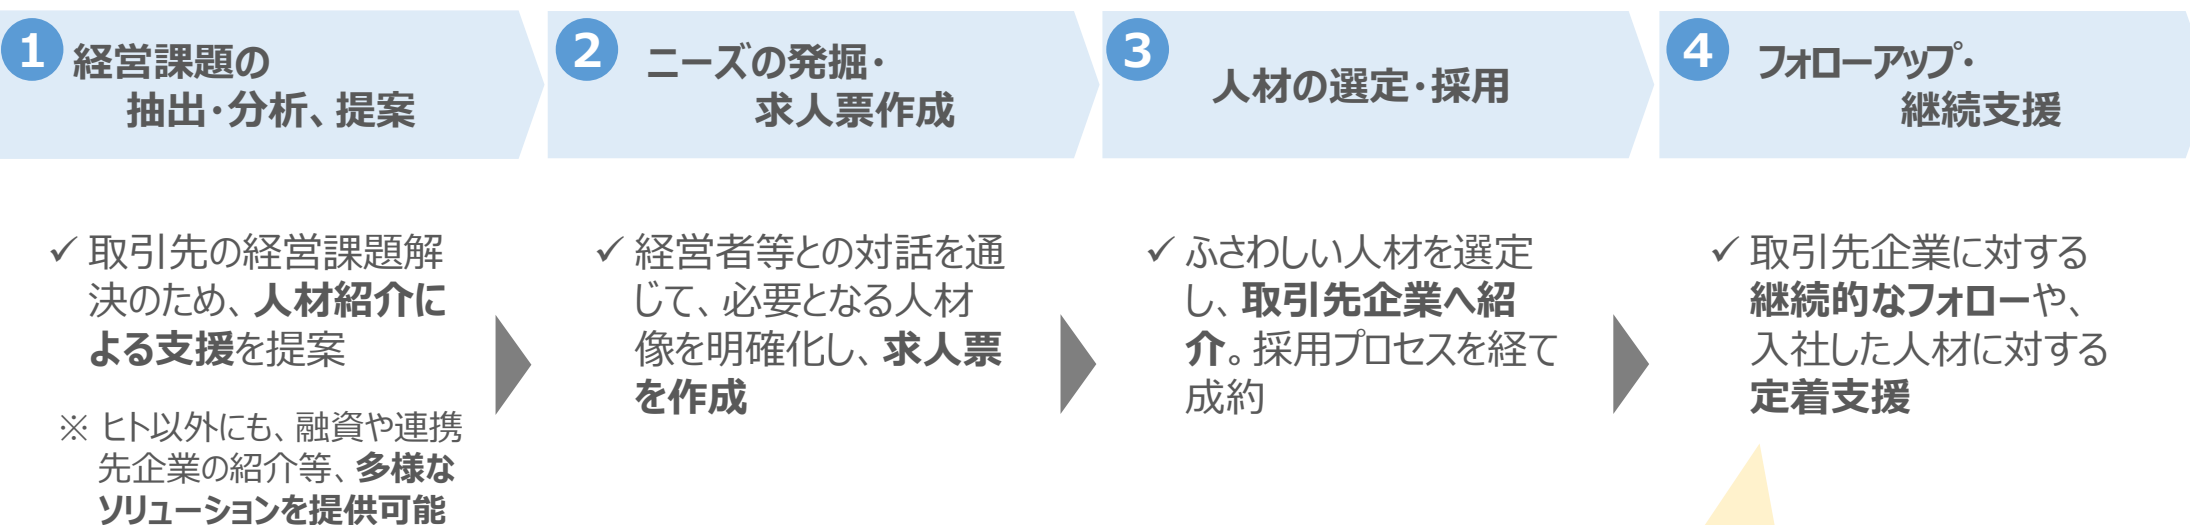 1 経営課題の
抽出・分析、提案
2 ニーズの発掘・
求人票作成
3
人材の選定・採用
4 フォローアップ・
継続支援
✓ 取引先の経営課題解
決のため、人材紹介に
よる支援を提案
※ ヒト以外にも、融資や連携
先企業の紹介等、多様な
ソリューションを提供可能
✓ 経営者等との対話を通
じて、必要となる人材
像を明確化し、求人票
を作成
✓ ふさわしい人材を選定
し、取引先企業へ紹
介。採用プロセスを経て
成約
✓ 取引先企業に対する
継続的なフォローや、
入社した人材に対する
定着支援